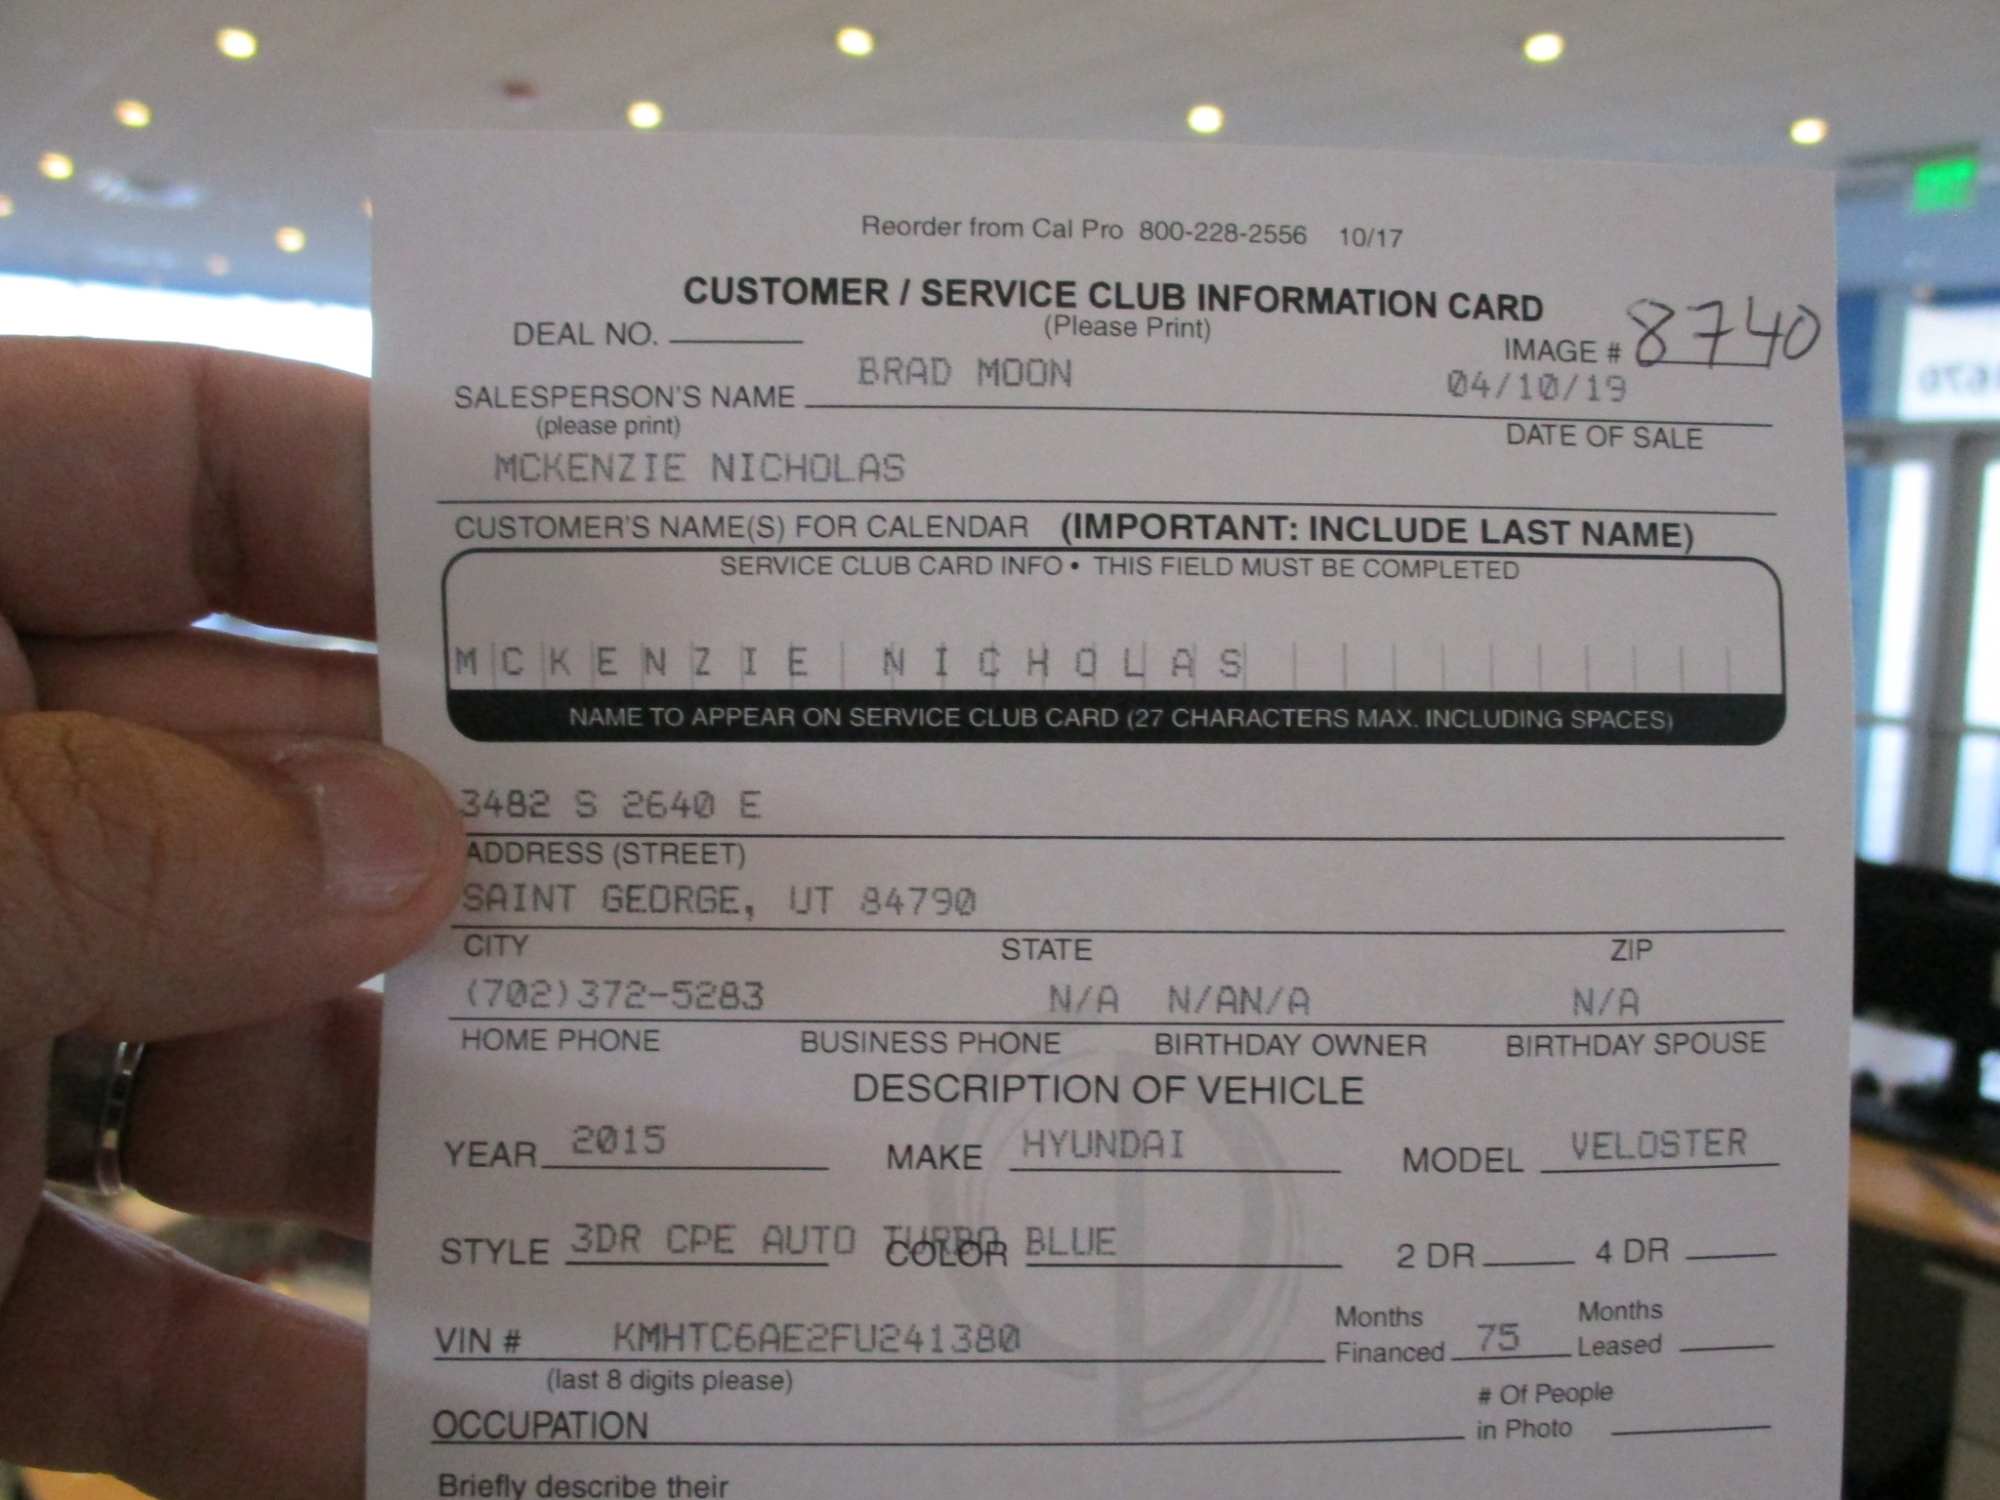 Reorder from Cal Pro 800-228-2556 10/17
CUSTOMER / SERVICE CLUB INFORMATION CARD
(Please Print)
DEAL NO.
IMAGE # 8740
SALESPERSON'S NAME BRAD MOON 04/10/19
(please print) DATE OF SALE
MCKENZIE NICHOLAS
CUSTOMER'S NAME(S) FOR CALENDAR (IMPORTANT: INCLUDE LAST NAME)
SERVICE CLUB CARD INFO • THIS FIELD MUST BE COMPLETED
MCKENZIE NICHOLAS
NAME TO APPEAR ON SERVICE CLUB CARD (27 CHARACTERS MAX. INCLUDING SPACES)
3482 S 2640 E
ADDRESS (STREET)
SAINT GEORGE, UT 84790
CITY STATE ZIP
(702)372-5283 N/A N/AN/A N/A
HOME PHONE BUSINESS PHONE BIRTHDAY OWNER BIRTHDAY SPOUSE
DESCRIPTION OF VEHICLE
YEAR 2015 MAKE HYUNDAI MODEL VELOSTER
STYLE 3DR CPE AUTO TURBO COLOR BLUE 2 DR 4 DR
VIN # KMHTC6AE2FU241380 Months Financed 75 Months Leased
(last 8 digits please)
OCCUPATION # Of People in Photo
Briefly describe their